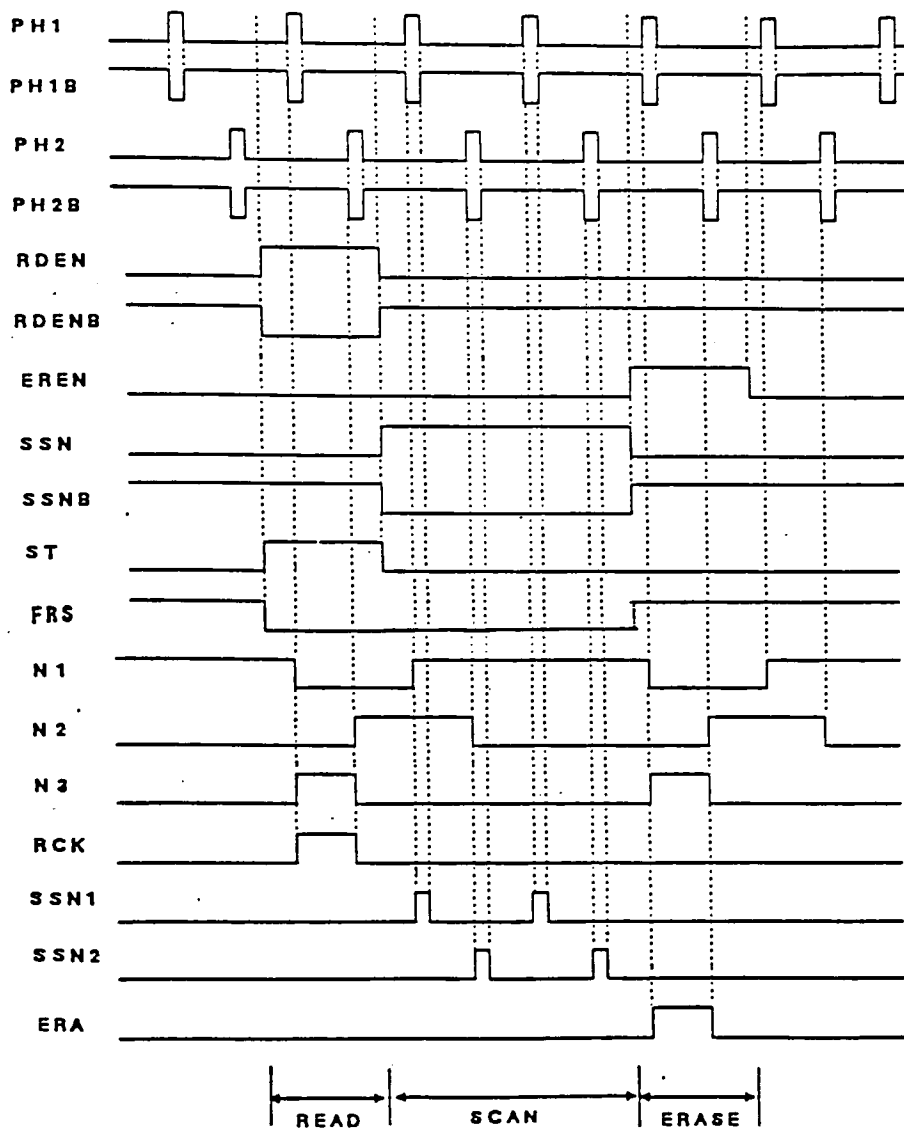 PH1
PH1B
PH2
PH2B
RDEN
RDENB
EREN
SSN
SSNB
ST
FRS
N1
N2
N3
RCK
SSN1
SSN2
ERA
READ SCAN ERASE